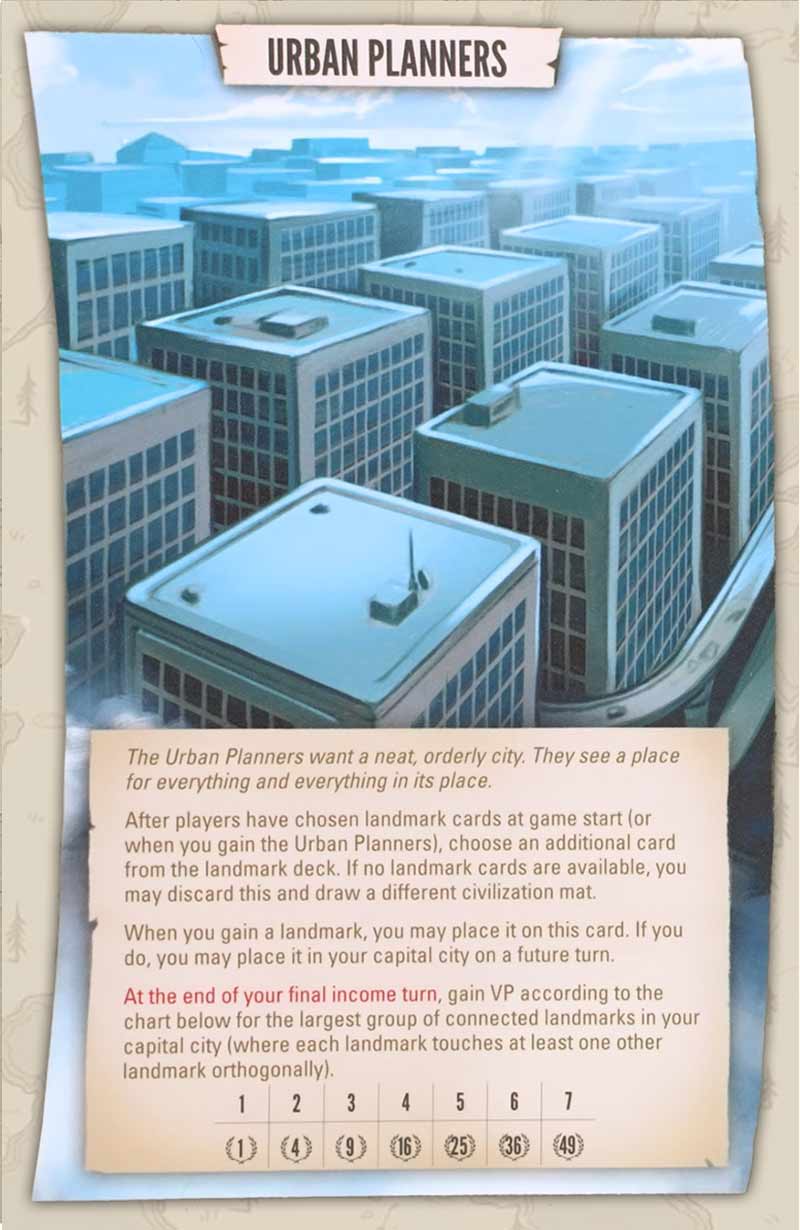 URBAN PLANNERS
The Urban Planners want a neat, orderly city. They see a place
for everything and everything in its place.
After players have chosen landmark cards at game start (or
when you gain the Urban Planners), choose an additional card
from the landmark deck. If no landmark cards are available, you
may discard this and draw a different civilization mat.
When you gain a landmark, you may place it on this card. If you
do, you may place it in your capital city on a future turn.
At the end of your final income turn, gain VP according to the
chart below for the largest group of connected landmarks in your
capital city (where each landmark touches at least one other
landmark orthogonally).
1 2 3 4 5 6 7
1 4 9 16 25 36 49